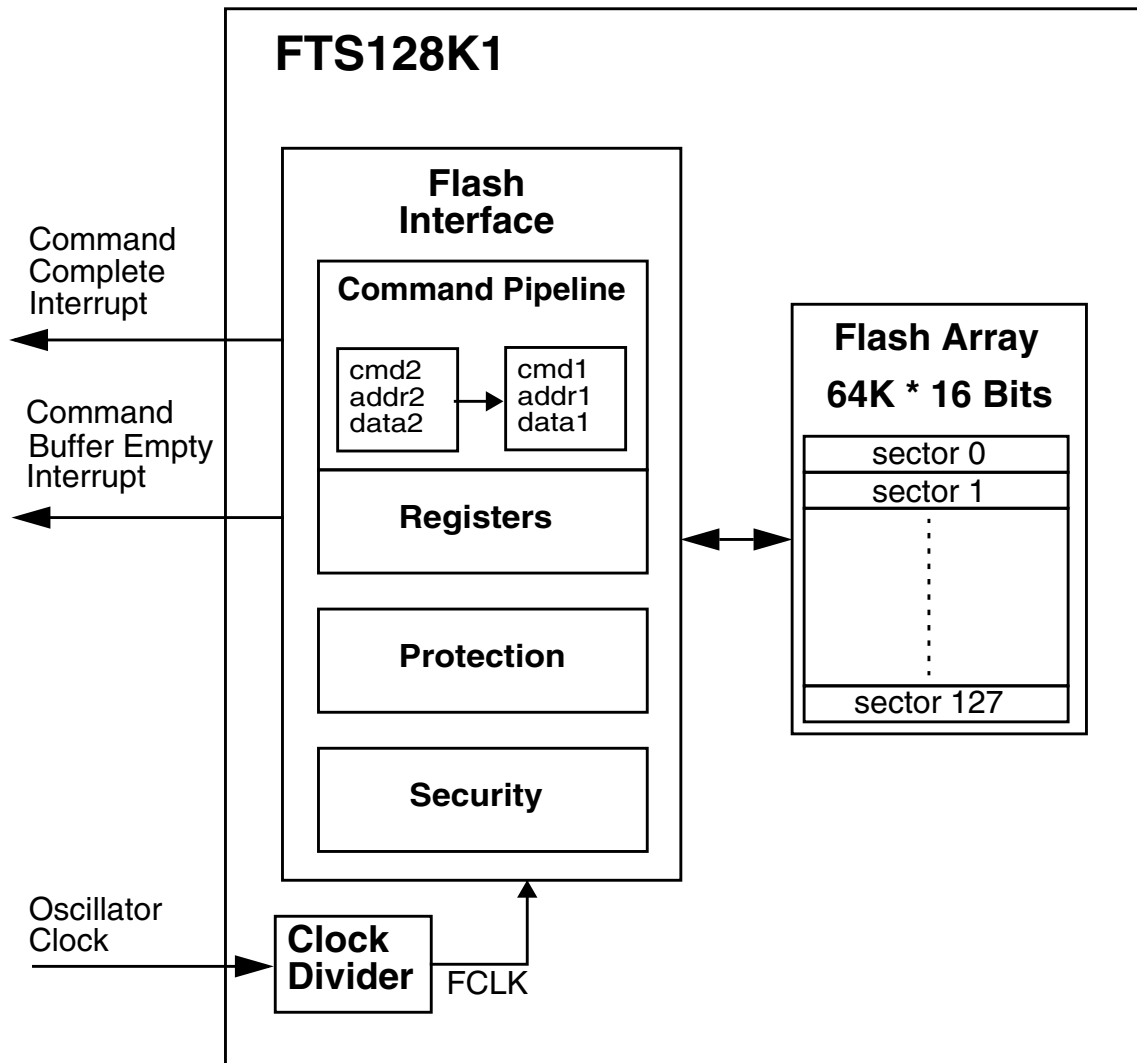 FTS128K1
Flash
Interface
Command
Complete
Interrupt
Command Pipeline
cmd2
addr2
data2
cmd1
addr1
data1
Command
Buffer Empty
Interrupt
Registers
Protection
Security
Flash Array
64K * 16 Bits
sector 0
sector 1
sector 127
Oscillator
Clock
Clock
Divider
FCLK